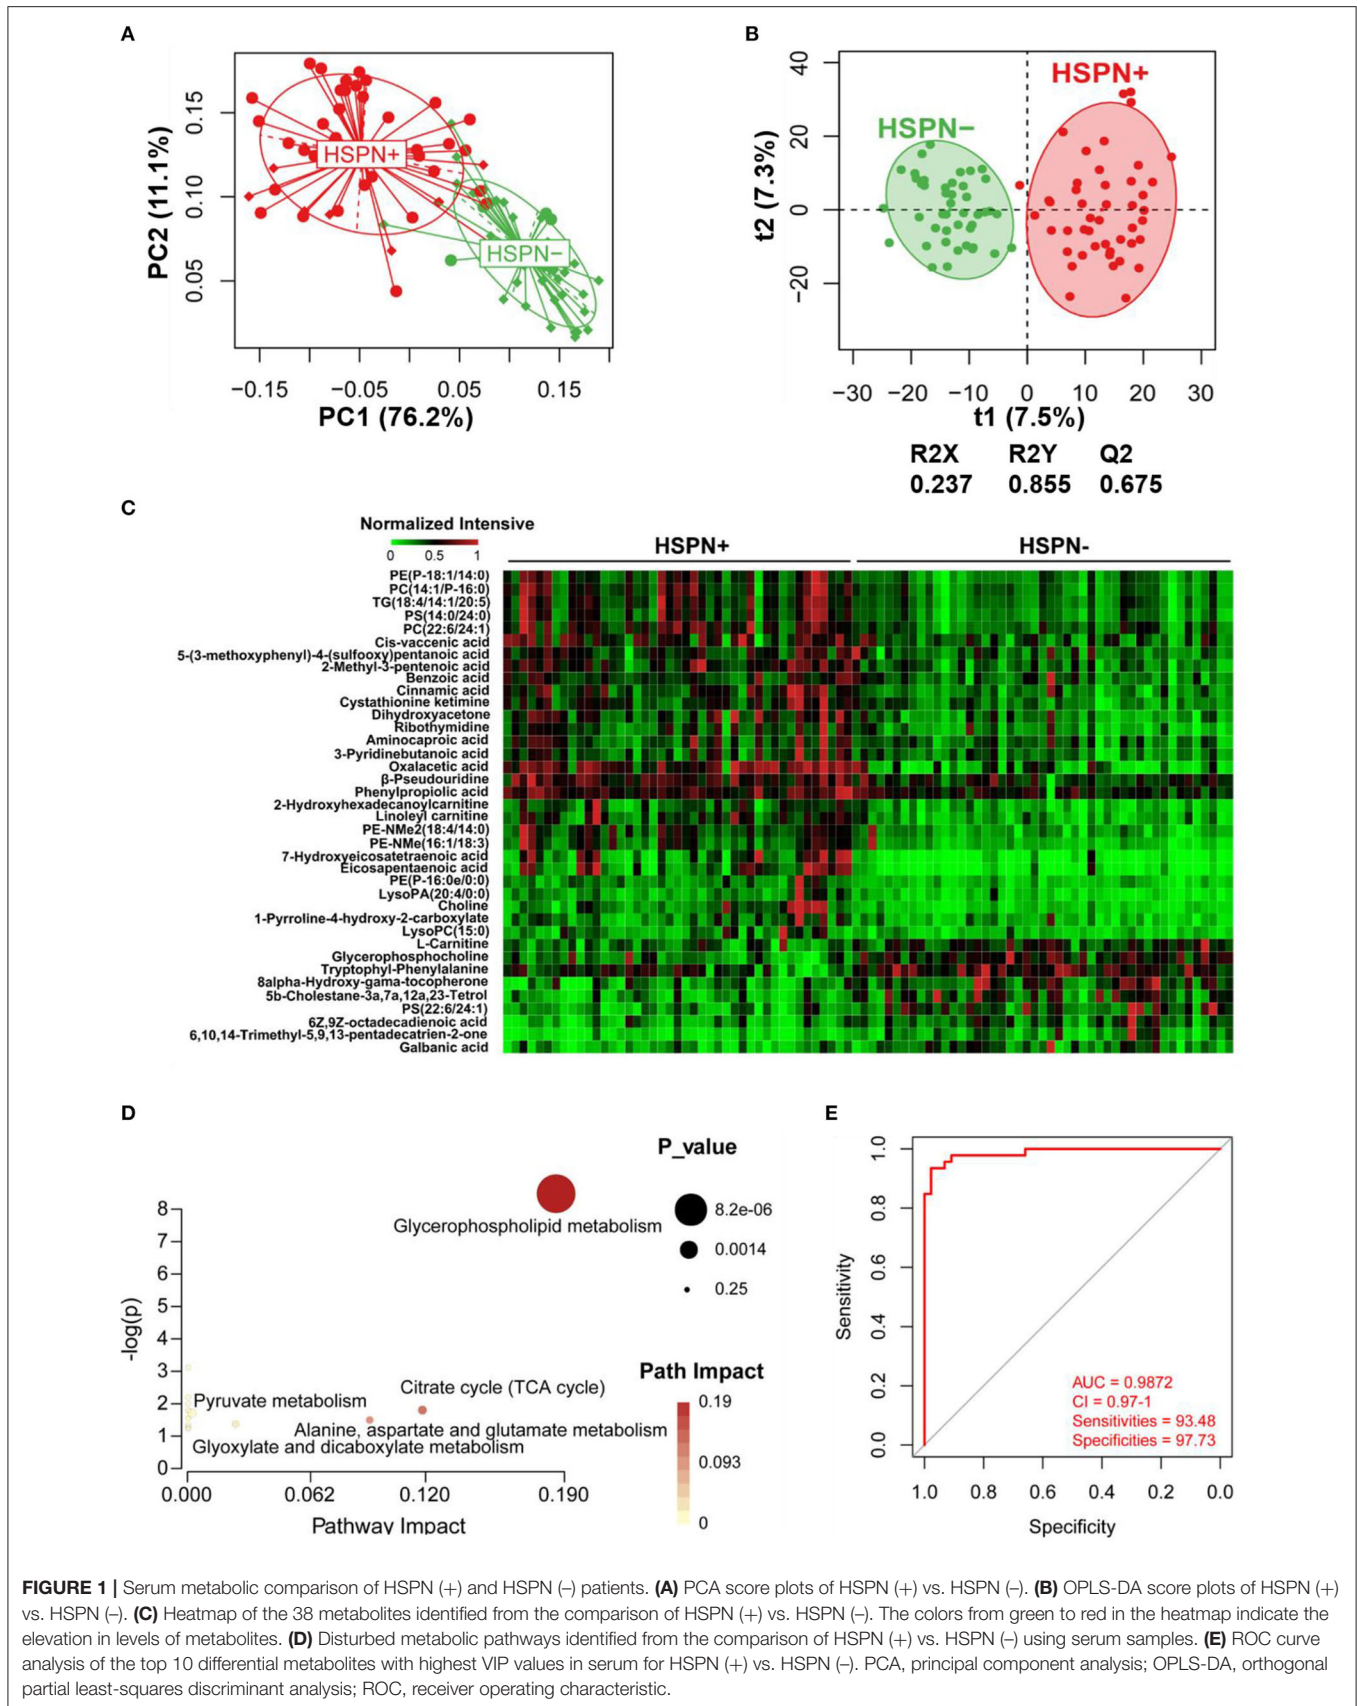 A
B
PC2 (11.1%)
0.05
0.10
0.15
HSPN+
HSPN−
−0.15
−0.05
0.05
0.15
PC1 (76.2%)
t2 (7.3%)
40
20
0
−20
HSPN−
HSPN+
−30
−20
−10
0
10
20
30
t1 (7.5%)
R2X R2Y Q2
0.237 0.855 0.675
C
Normalized Intensive
0 0.5 1
HSPN+
HSPN-
PE(P-18:1/14:0)
PC(14:1/P-16:0)
TG(18:4/14:1/20:5)
PS(14:0/24:0)
PC(22:6/24:1)
Cis-vaccenic acid
5-(3-methoxyphenyl)-4-(sulfooxy)pentanoic acid
2-Methyl-3-pentenoic acid
Benzoic acid
Cinnamic acid
Cystathionine ketimine
Dihydroxyacetone
Ribothymidine
Aminocaproic acid
3-Pyridinebutanoic acid
Oxalacetic acid
β-Pseudouridine
Phenylpropiolic acid
2-Hydroxyhexadecanoylcarnitine
Linoleyl carnitine
PE-NMe2(18:4/14:0)
PE-NMe(16:1/18:3)
7-Hydroxyeicosatetraenoic acid
Eicosapentaenoic acid
PE(P-16:0e/0:0)
LysoPA(20:4/0:0)
Choline
1-Pyrroline-4-hydroxy-2-carboxylate
LysoPC(15:0)
L-Carnitine
Glycerophosphocholine
Tryptophyl-Phenylalanine
8alpha-Hydroxy-gama-tocopherone
5b-Cholestane-3a,7a,12a,23-Tetrol
PS(22:6/24:1)
6Z,9Z-octadecadienoic acid
6,10,14-Trimethyl-5,9,13-pentadecatrien-2-one
Galbanic acid
D
-log(p)
8
7
6
5
4
3
2
1
0
Glycerophospholipid metabolism
Citrate cycle (TCA cycle)
Pyruvate metabolism
Alanine, aspartate and glutamate metabolism
Glyoxylate and dicaboxylate metabolism
0.000 0.062 0.120 0.190
Pathway Impact
P_value
8.2e-06
0.0014
0.25
Path Impact
0.19
0.093
0
E
Sensitivity
1.0
0.8
0.6
0.4
0.2
0.0
AUC = 0.9872
CI = 0.97-1
Sensitivities = 93.48
Specificities = 97.73
1.0 0.8 0.6 0.4 0.2 0.0
Specificity
FIGURE 1 | Serum metabolic comparison of HSPN (+) and HSPN (–) patients. (A) PCA score plots of HSPN (+) vs. HSPN (–). (B) OPLS-DA score plots of HSPN (+)
vs. HSPN (–). (C) Heatmap of the 38 metabolites identified from the comparison of HSPN (+) vs. HSPN (–). The colors from green to red in the heatmap indicate the
elevation in levels of metabolites. (D) Disturbed metabolic pathways identified from the comparison of HSPN (+) vs. HSPN (–) using serum samples. (E) ROC curve
analysis of the top 10 differential metabolites with highest VIP values in serum for HSPN (+) vs. HSPN (–). PCA, principal component analysis; OPLS-DA, orthogonal
partial least-squares discriminant analysis; ROC, receiver operating characteristic.